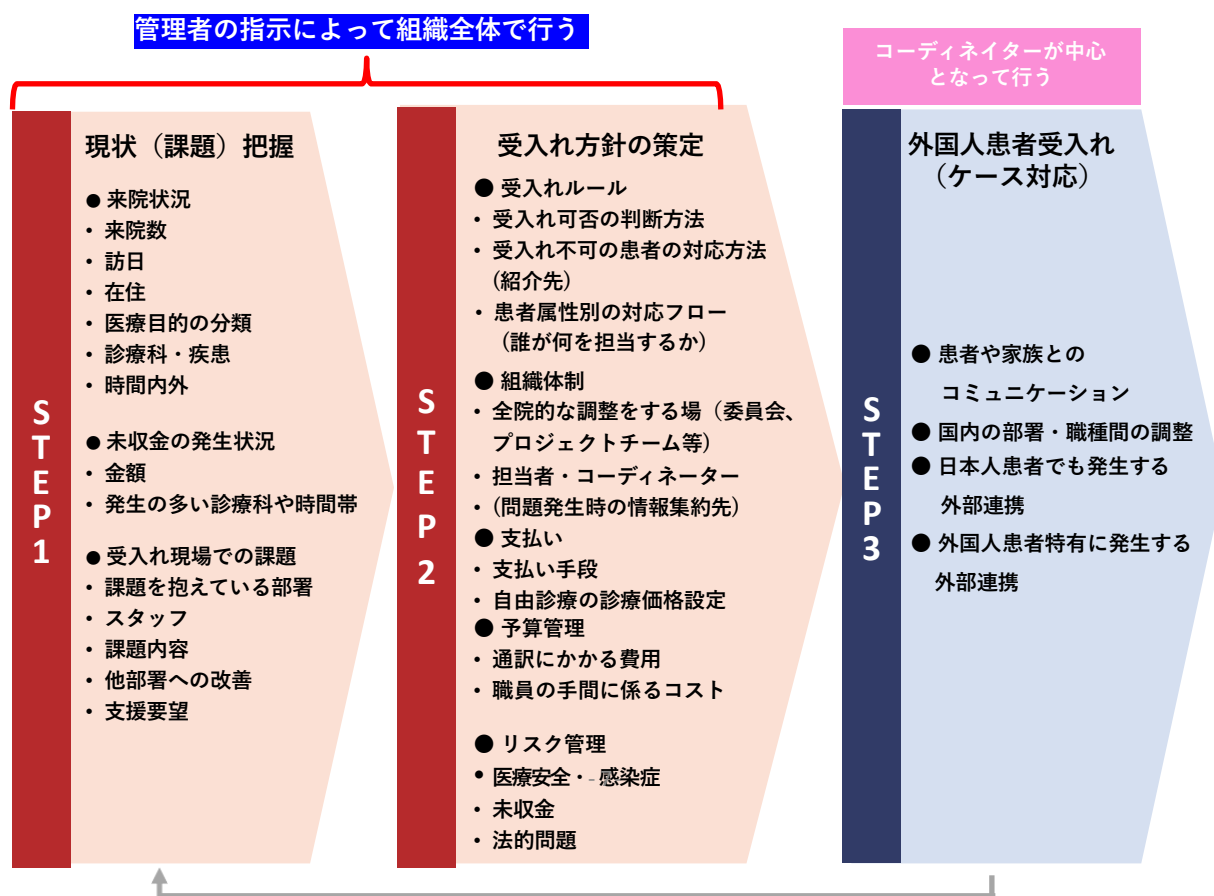 管理者の指示によって組織全体で行う
コーディネイターが中心
となって行う
STEP1
現状（課題）把握
● 来院状況
・ 来院数
・ 訪日
・ 在住
・ 医療目的の分類
・ 診療科・疾患
・ 時間内外
● 未収金の発生状況
・ 金額
・ 発生の多い診療科や時間帯
● 受入れ現場での課題
・ 課題を抱えている部署
・ スタッフ
・ 課題内容
・ 他部署への改善
・ 支援要望
STEP2
受入れ方針の策定
● 受入れルール
・ 受入れ可否の判断方法
・ 受入れ不可の患者の対応方法
(紹介先)
・ 患者属性別の対応フロー
（誰が何を担当するか）
● 組織体制
・ 全院的な調整をする場（委員会、
プロジェクトチーム等）
・ 担当者・コーディネーター
・ (問題発生時の情報集約先）
● 支払い
・ 支払い手段
・ 自由診療の診療価格設定
● 予算管理
・ 通訳にかかる費用
・ 職員の手間に係るコスト
● リスク管理
• 医療安全・-感染症
・ 未収金
・ 法的問題
STEP3
外国人患者受入れ
（ケース対応）
● 患者や家族との
コミュニケーション
● 国内の部署・職種間の調整
● 日本人患者でも発生する
外部連携
● 外国人患者特有に発生する
外部連携